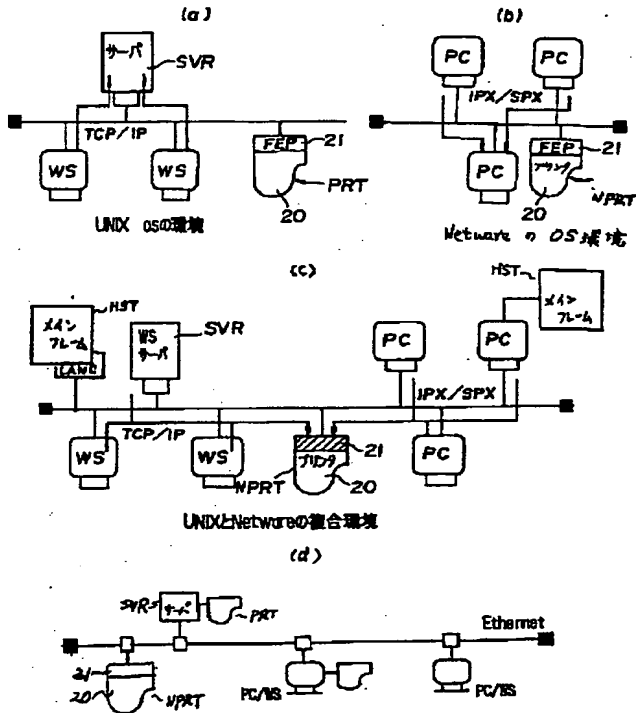 (a)
サーバ
SVR
TCP/IP
WS
WS
FEP
21
PRT
20
UNIX OSの環境
(b)
PC
PC
IPX/SPX
PC
FEP
21
プリンタ
20
NPRT
Netware の OS環境
(c)
HST
メイン
フレーム
LANC
WS
サーバ
SVR
PC
PC
HST
メイン
フレーム
IPX/SPX
TCP/IP
WS
WS
21
プリンタ
NPRT
20
PC
UNIXとNetwareの複合環境
(d)
SVRS
サーバ
PRT
Ethernet
21
20
NPRT
PC/WS
PC/WS